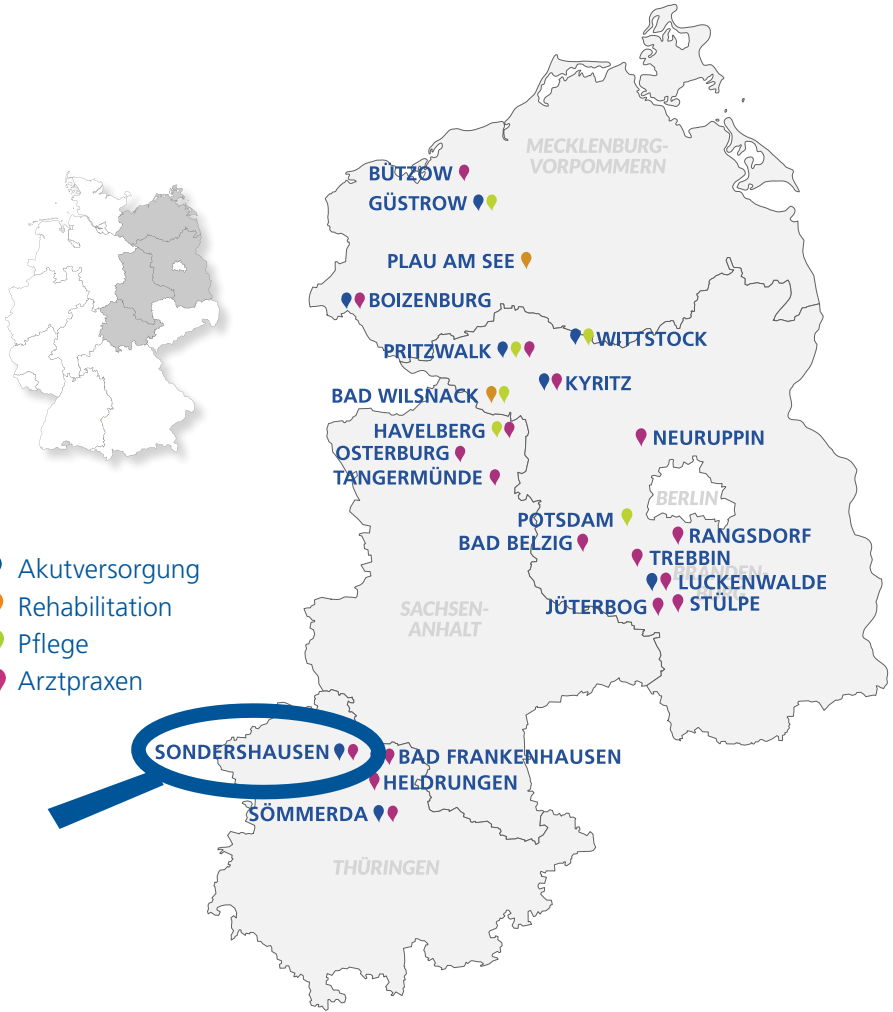 MECKLENBURG-
VORPOMMERN
BÜTZOW
GÜSTROW
PLAU AM SEE
BOIZENBURG
WITTSTOCK
PRITZWALK
KYRITZ
BAD WILSNACK
HAVELBERG
NEURUPPIN
OSTERBURG
TANGERMÜNDE
BERLIN
POTSDAM
RANGSDORF
BAD BELZIG
TREBBIN
BRANDEN-
BURG
LUCKENWALDE
JÜTERBOG
STÜLPE
SACHSEN-
ANHALT
Akutversorgung
Rehabilitation
Pflege
Arztpraxen
SONDERSHAUSEN
BAD FRANKENHAUSEN
HELDRUNGEN
SÖMMERDA
THÜRINGEN